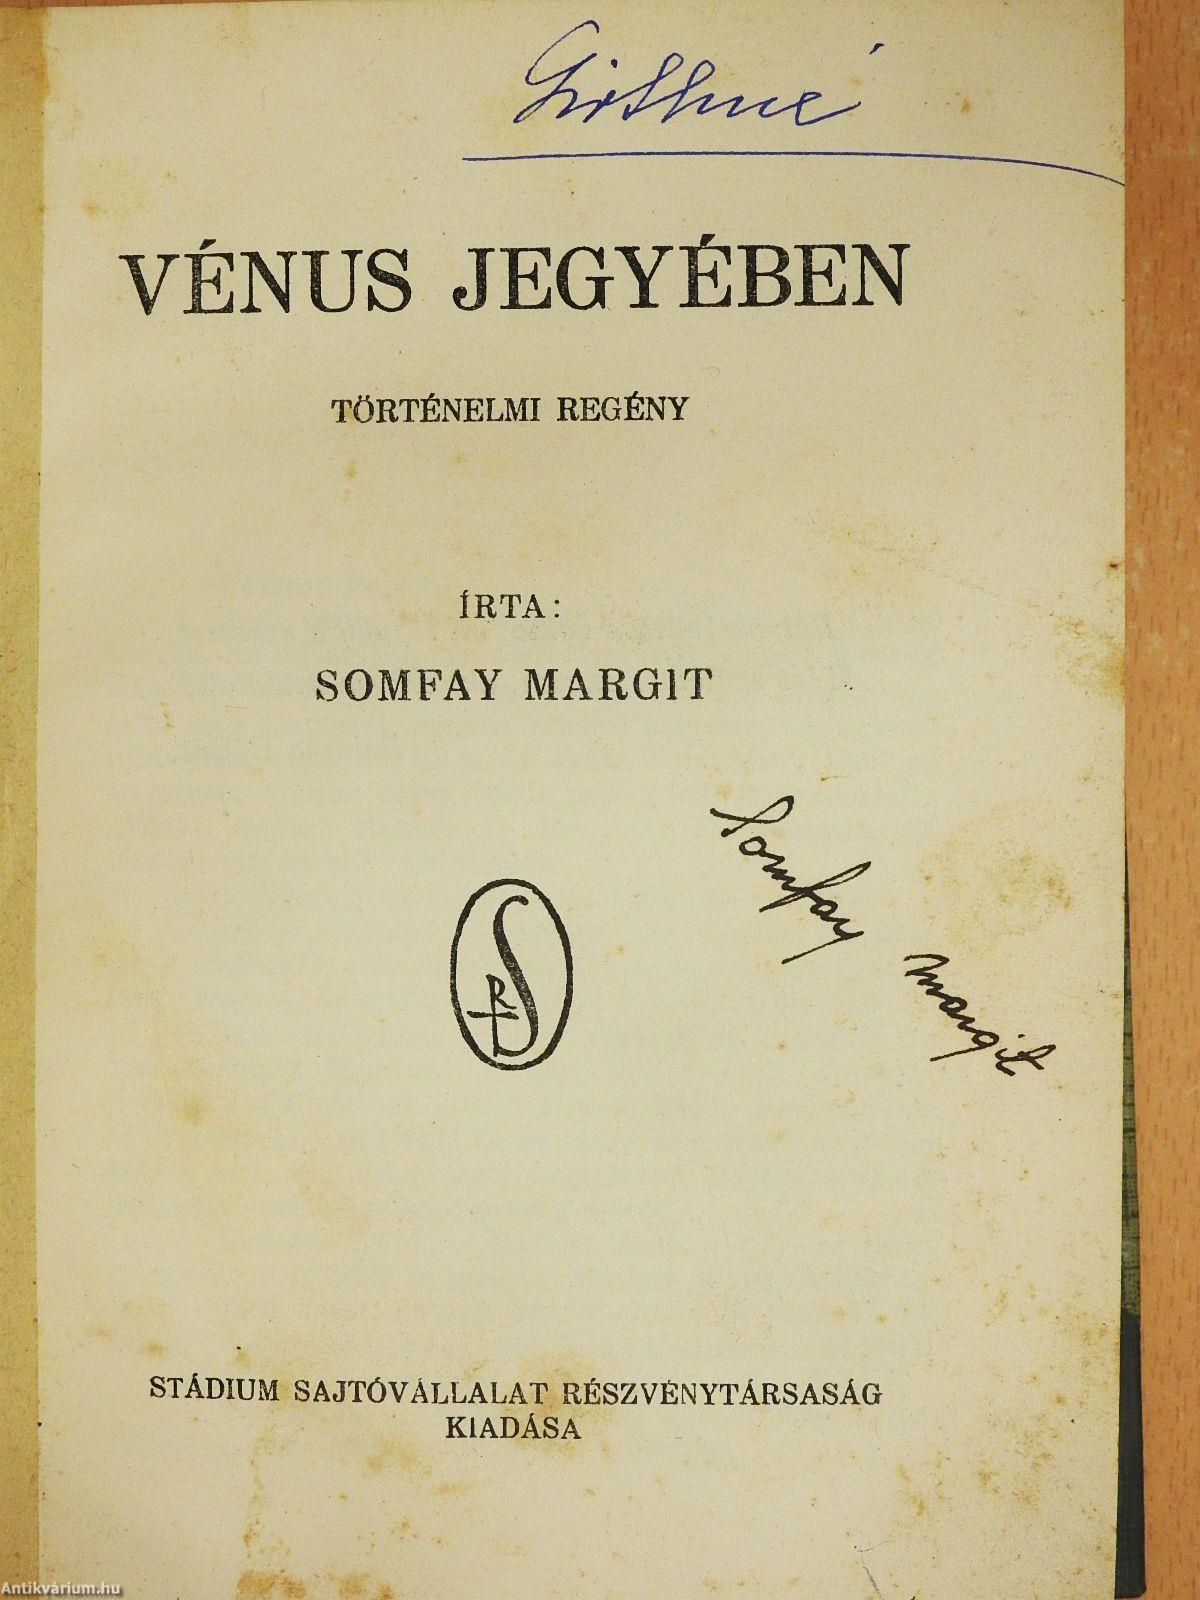 VÉNUS JEGYÉBEN
TÖRTÉNELMI REGÉNY
ÍRTA:
SOMFAY MARGIT
Somfay
Margit
STÁDIUM SAJTÓVÁLLALAT RÉSZVÉNYTÁRSASÁG
KIADÁSA
Antikvárium.hu